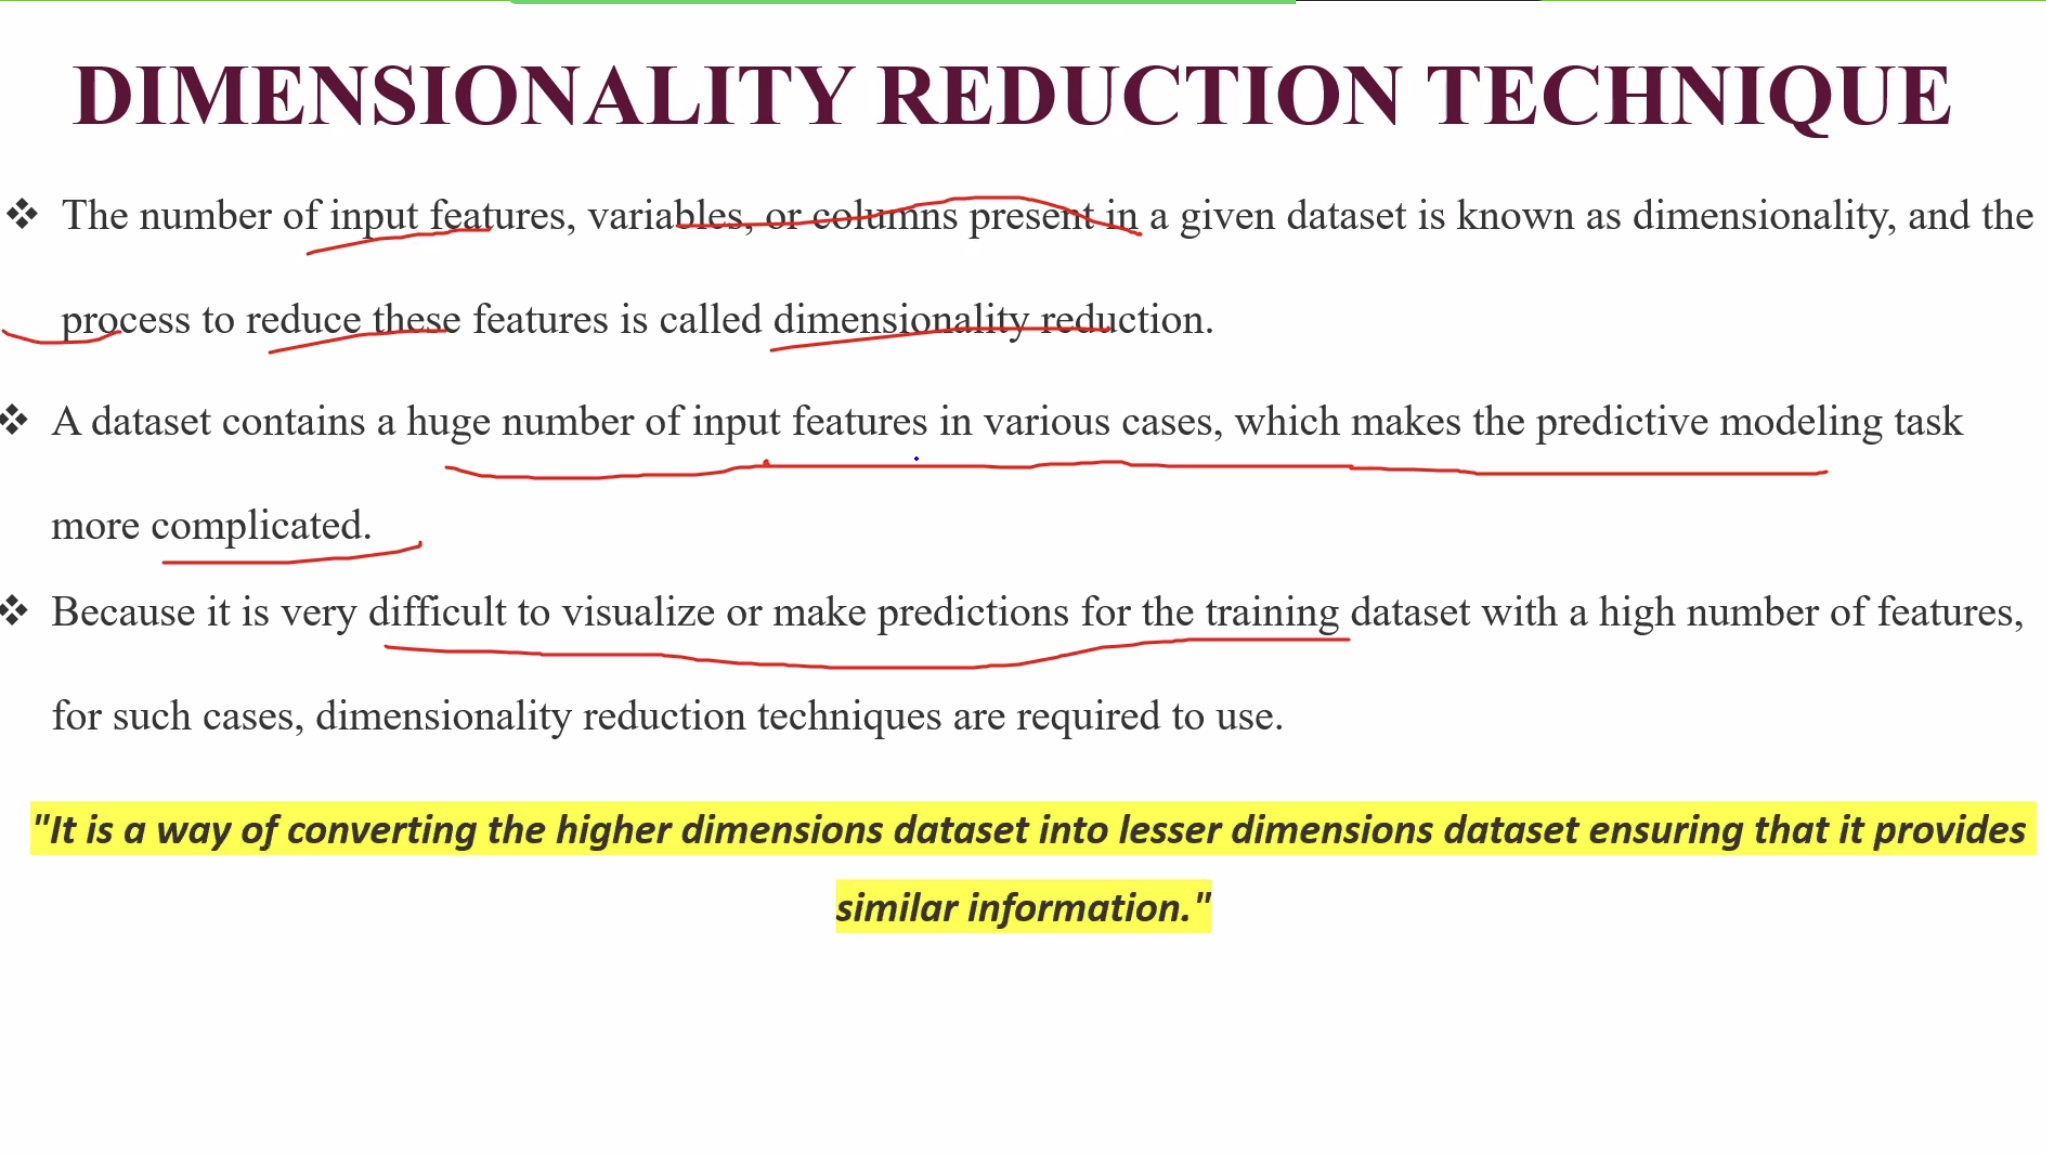 DIMENSIONALITY REDUCTION TECHNIQUE
❖ The number of input features, variables, or columns present in a given dataset is known as dimensionality, and the
process to reduce these features is called dimensionality reduction.
❖ A dataset contains a huge number of input features in various cases, which makes the predictive modeling task
more complicated.
❖ Because it is very difficult to visualize or make predictions for the training dataset with a high number of features,
for such cases, dimensionality reduction techniques are required to use.
"It is a way of converting the higher dimensions dataset into lesser dimensions dataset ensuring that it provides
similar information."